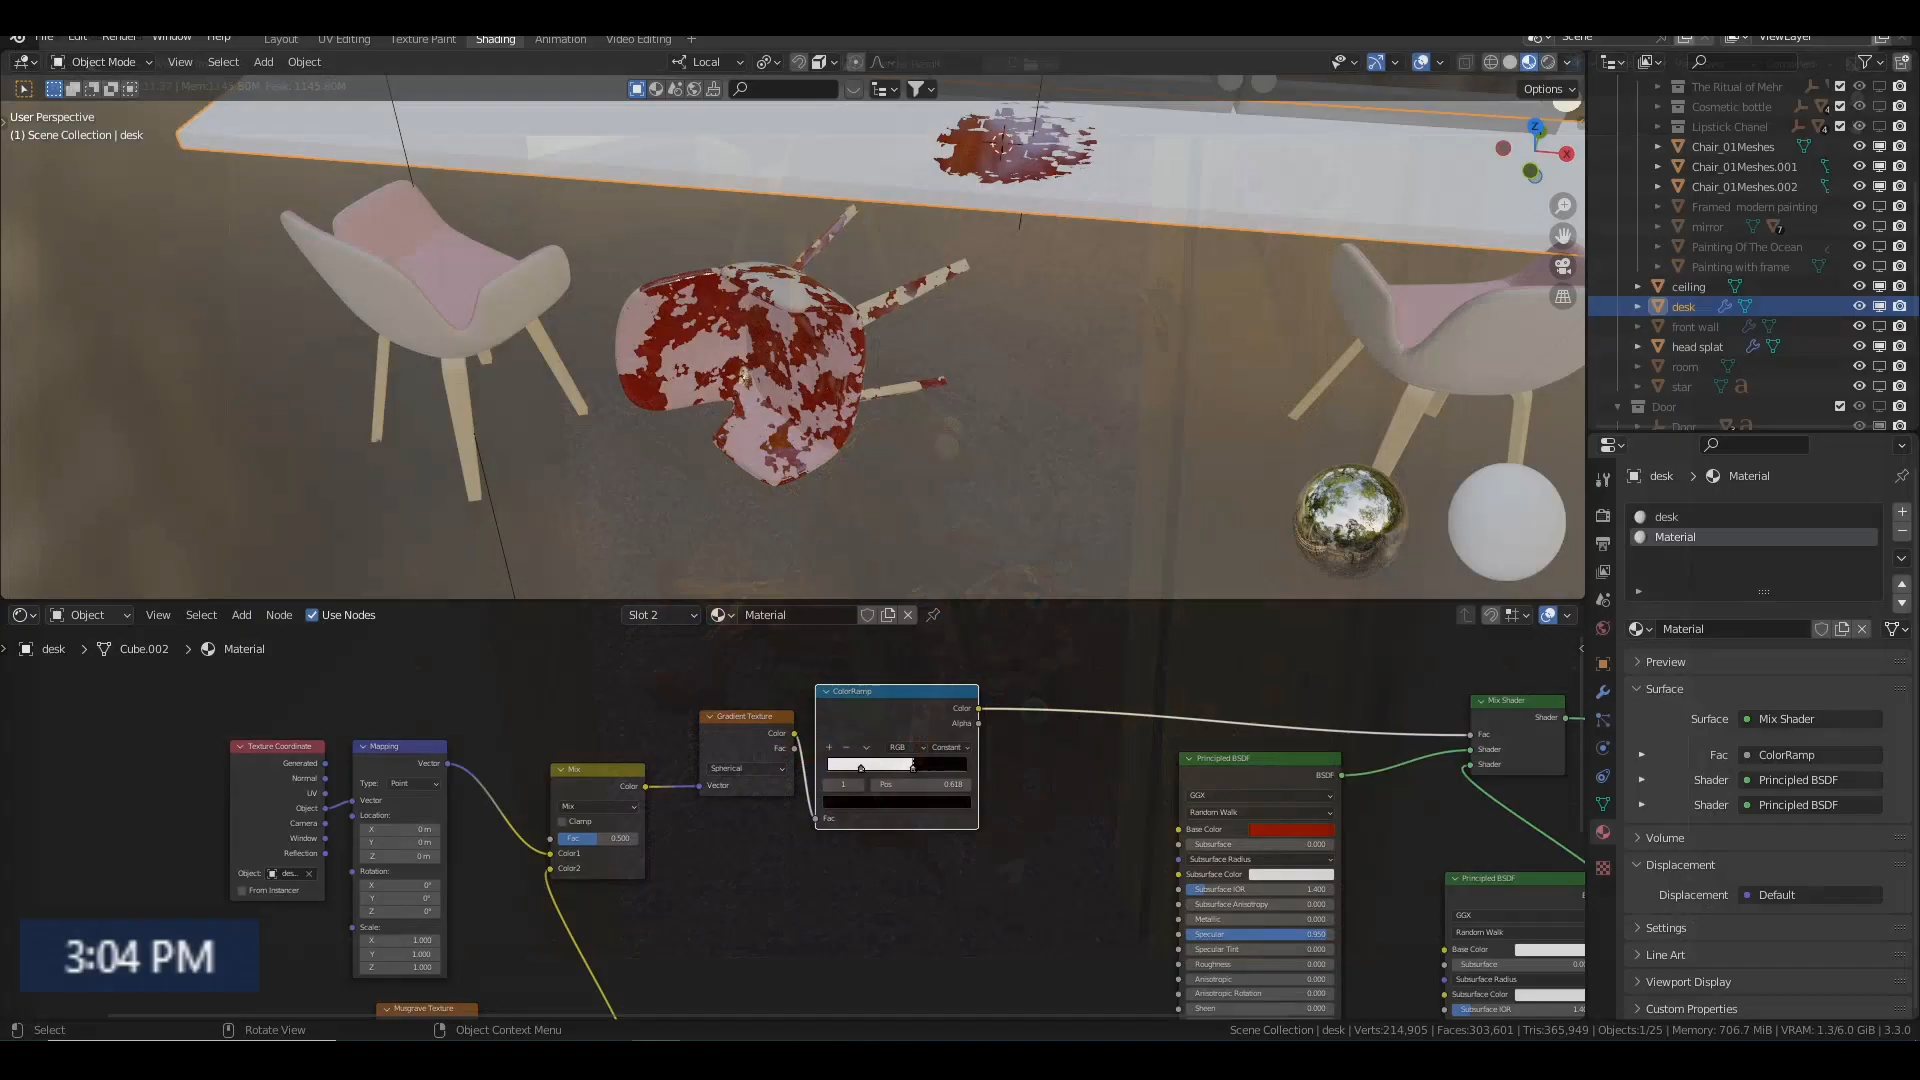 File Edit Render Window Help Layout UV Editing Texture Paint Shading Animation Video Editing + Scene ViewLayer
Object Mode View Select Add Object Local
Options
User Perspective
(1) Scene Collection | desk
Z
X
The Ritual of Mehr
Cosmetic bottle
Lipstick Chanel
Chair_01Meshes
Chair_01Meshes.001
Chair_01Meshes.002
Framed modern painting
mirror
Painting Of The Ocean
Painting with frame
ceiling
desk
front wall
head splat
room
star
Door
Door
desk > Material
desk
Material
Material
Preview
Surface
Surface Mix Shader
Fac ColorRamp
Shader Principled BSDF
Shader Principled BSDF
Volume
Displacement
Displacement Default
Settings
Line Art
Viewport Display
Custom Properties
Object View Select Add Node Use Nodes Slot 2 Material
desk > Cube.002 > Material
Texture Coordinate
Generated
Normal
UV
Object
Camera
Window
Reflection
Object: des...
From Instancer
Mapping
Vector
Type: Point
Vector
Location:
X 0 m
Y 0 m
Z 0 m
Rotation:
X 0°
Y 0°
Z 0°
Scale:
X 1.000
Y 1.000
Z 1.000
Musgrave Texture
Mix
Color
Mix
Clamp
Fac 0.500
Color1
Color2
Gradient Texture
Color
Fac
Spherical
Vector
ColorRamp
Color
Alpha
RGB Constant
1 Pos 0.618
Fac
Principled BSDF
BSDF
GGX
Random Walk
Base Color
Subsurface 0.000
Subsurface Radius
Subsurface Color
Subsurface IOR 1.400
Subsurface Anisotropy 0.000
Metallic 0.000
Specular 0.950
Specular Tint 0.000
Roughness 0.000
Anisotropic 0.000
Anisotropic Rotation 0.000
Sheen 0.000
Mix Shader
Shader
Fac
Shader
Shader
Principled BSDF
GGX
Random Walk
Base Color
Subsurface
Subsurface Radius
Subsurface Color
Subsurface IOR
3:04 PM
Select Rotate View Object Context Menu
Scene Collection | desk | Verts:214,905 | Faces:303,601 | Tris:365,949 | Objects:1/25 | Memory: 706.7 MiB | VRAM: 1.3/6.0 GiB | 3.3.0